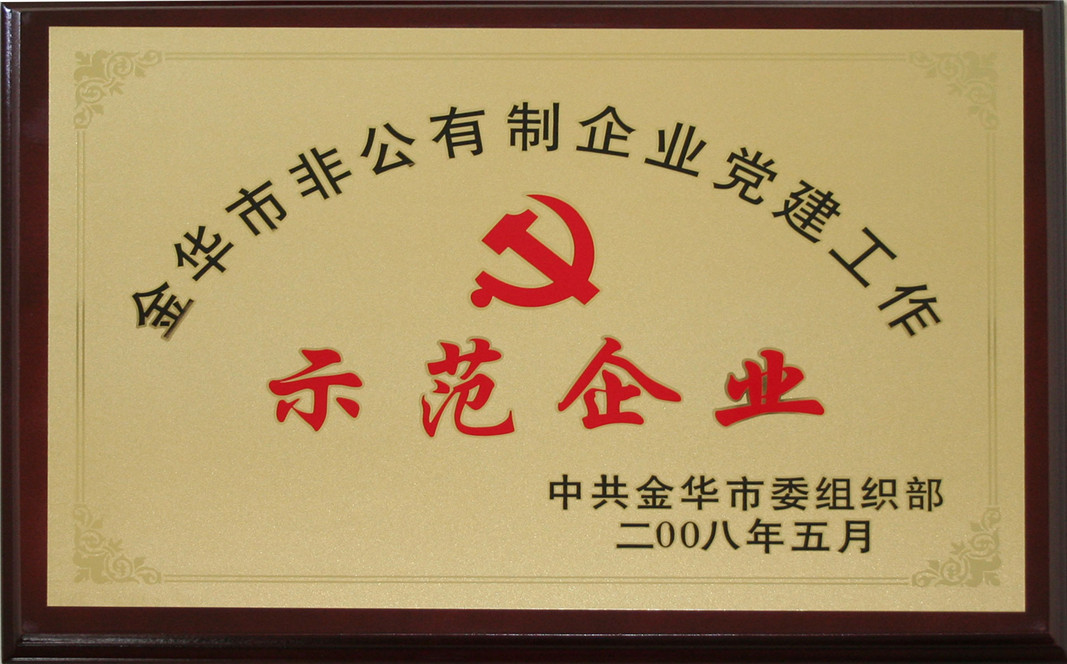 金华市非公有制企业党建工作
示范企业
中共金华市委组织部
二00八年五月